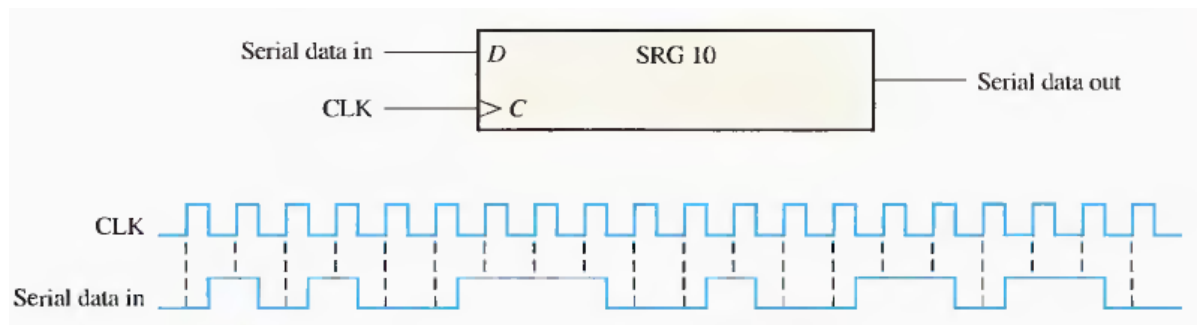 Serial data in
D
SRG 10
Serial data out
CLK
C
CLK
Serial data in